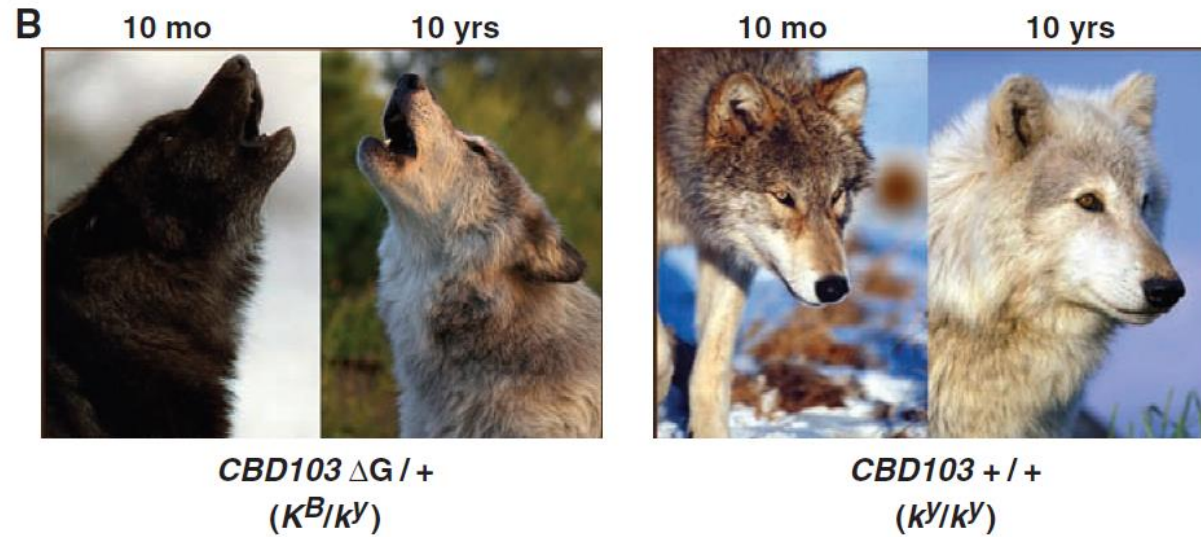 B
10 mo 10 yrs 10 mo 10 yrs
CBD103 ΔG / + CBD103 + / +
(K^B/k^y) (k^y/k^y)